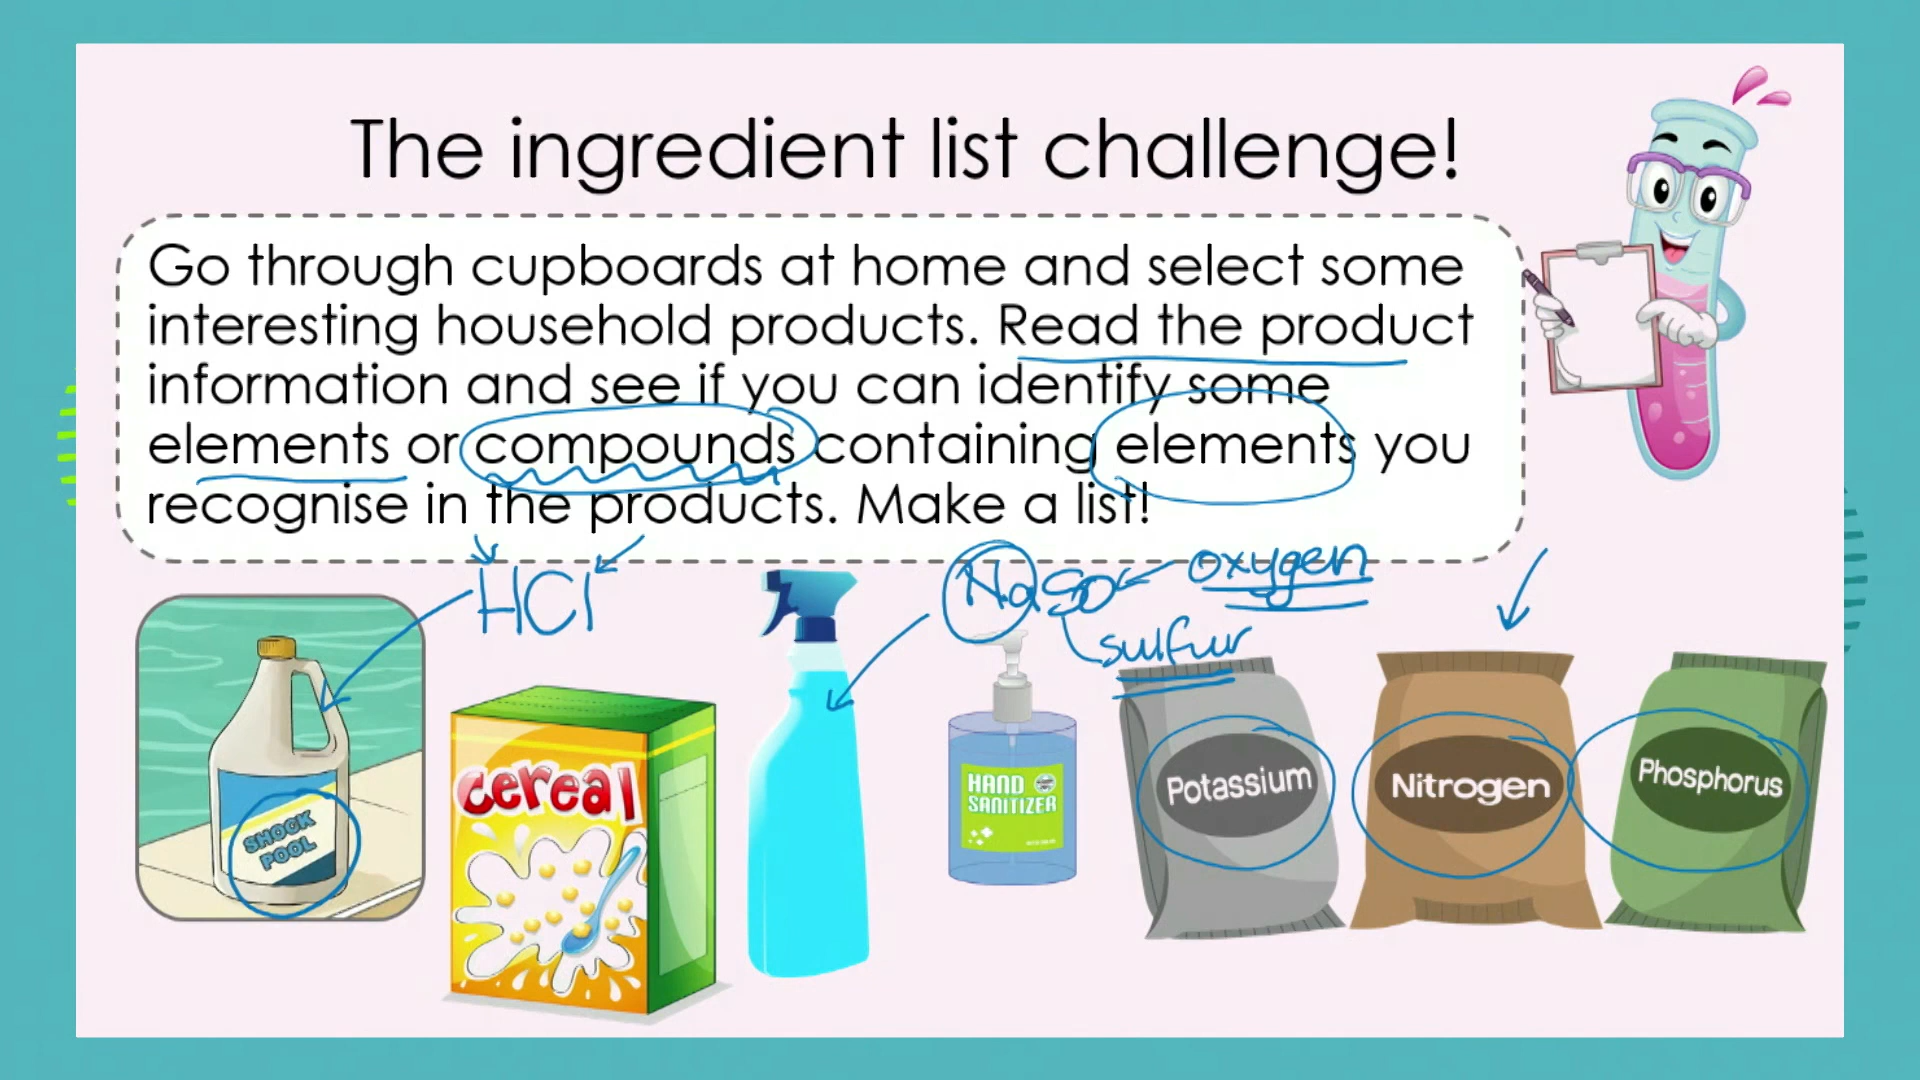 The ingredient list challenge!
Go through cupboards at home and select some
interesting household products. Read the product
information and see if you can identify some
elements or compounds containing elements you
recognise in the products. Make a list!
HCl
NaSO
oxygen
sulfur
SHOCK
POOL
cereal
HAND
SANITIZER
Potassium
Nitrogen
Phosphorus